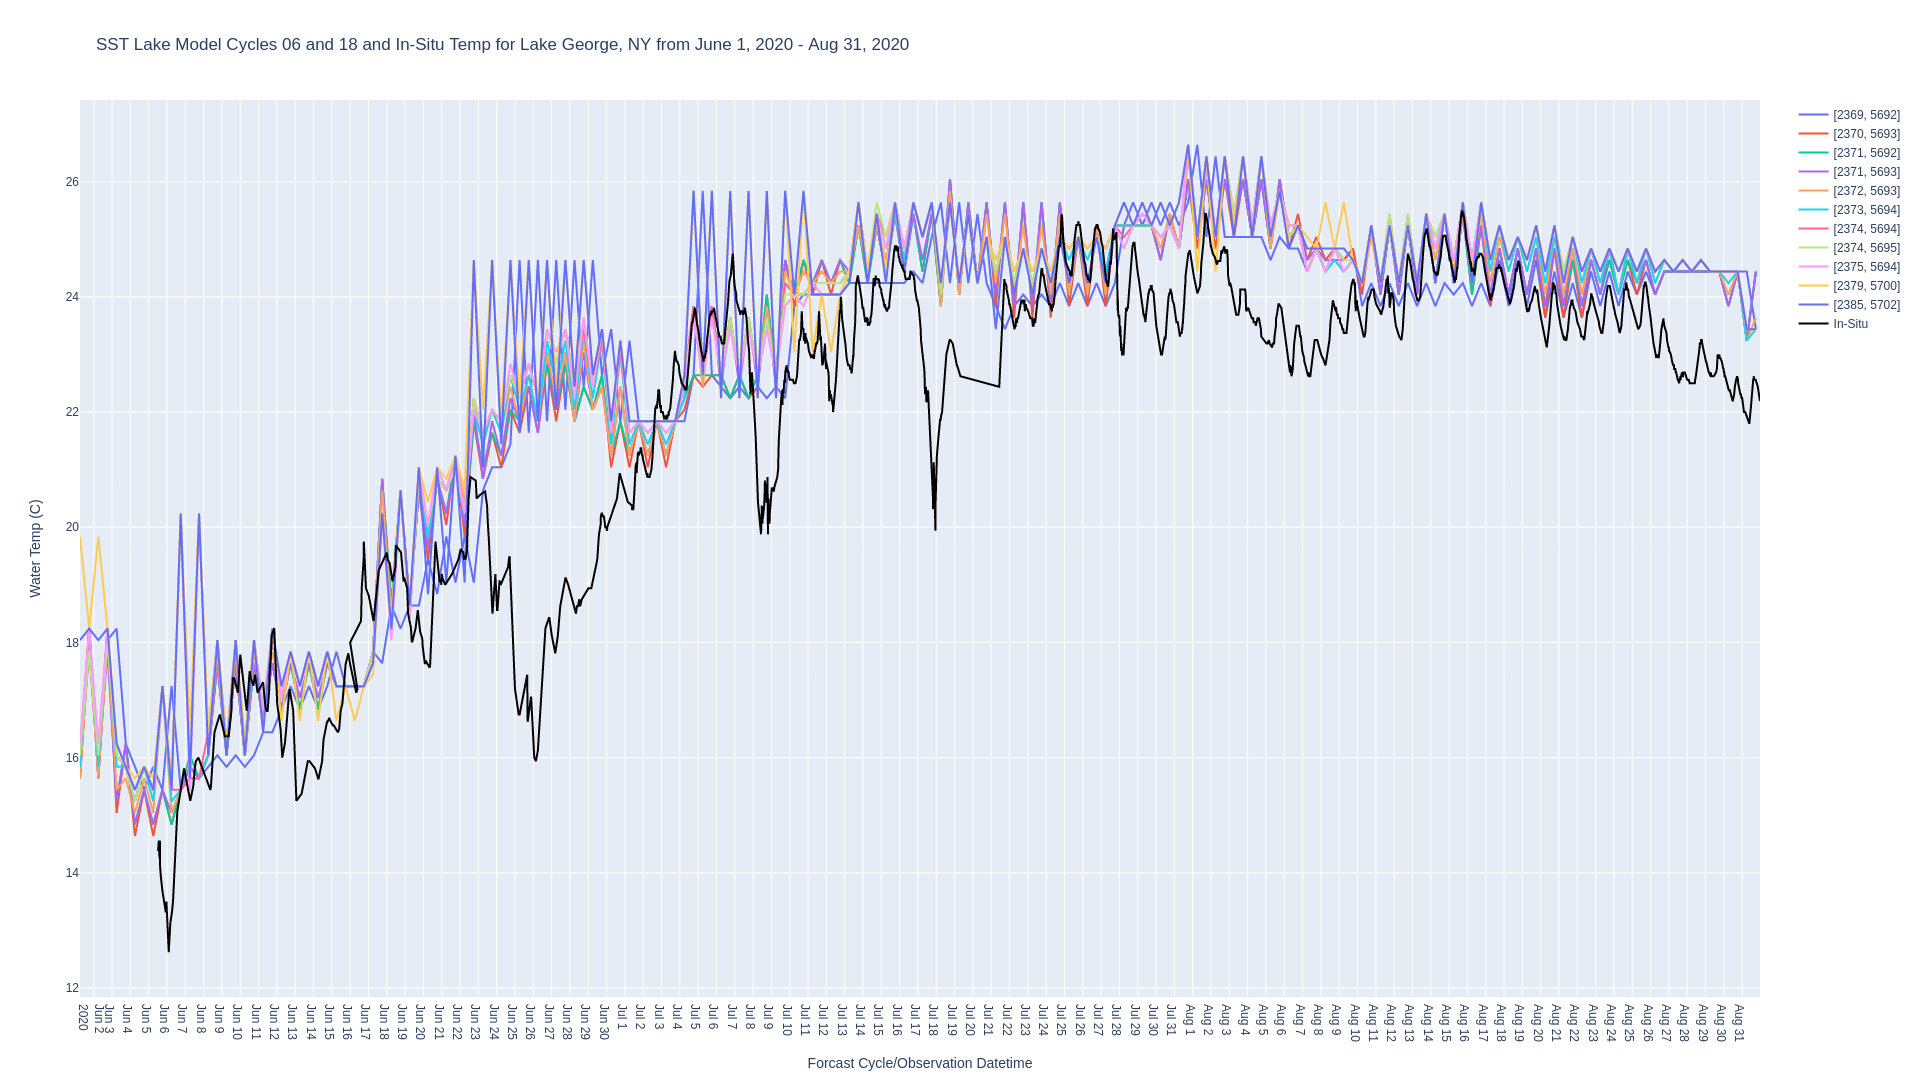 SST Lake Model Cycles 06 and 18 and In-Situ Temp for Lake George, NY from June 1, 2020 - Aug 31, 2020
[2369, 5692]
[2370, 5693]
[2371, 5692]
[2371, 5693]
[2372, 5693]
[2373, 5694]
[2374, 5694]
[2374, 5695]
[2375, 5694]
[2379, 5700]
[2385, 5702]
In-Situ
Water Temp (C)
26
24
22
20
18
16
14
12
2020
Jun 2
Jun 3
Jun 4
Jun 5
Jun 6
Jun 7
Jun 8
Jun 9
Jun 10
Jun 11
Jun 12
Jun 13
Jun 14
Jun 15
Jun 16
Jun 17
Jun 18
Jun 19
Jun 20
Jun 21
Jun 22
Jun 23
Jun 24
Jun 25
Jun 26
Jun 27
Jun 28
Jun 29
Jun 30
Jul 1
Jul 2
Jul 3
Jul 4
Jul 5
Jul 6
Jul 7
Jul 8
Jul 9
Jul 10
Jul 11
Jul 12
Jul 13
Jul 14
Jul 15
Jul 16
Jul 17
Jul 18
Jul 19
Jul 20
Jul 21
Jul 22
Jul 23
Jul 24
Jul 25
Jul 26
Jul 27
Jul 28
Jul 29
Jul 30
Jul 31
Aug 1
Aug 2
Aug 3
Aug 4
Aug 5
Aug 6
Aug 7
Aug 8
Aug 9
Aug 10
Aug 11
Aug 12
Aug 13
Aug 14
Aug 15
Aug 16
Aug 17
Aug 18
Aug 19
Aug 20
Aug 21
Aug 22
Aug 23
Aug 24
Aug 25
Aug 26
Aug 27
Aug 28
Aug 29
Aug 30
Aug 31
Forcast Cycle/Observation Datetime